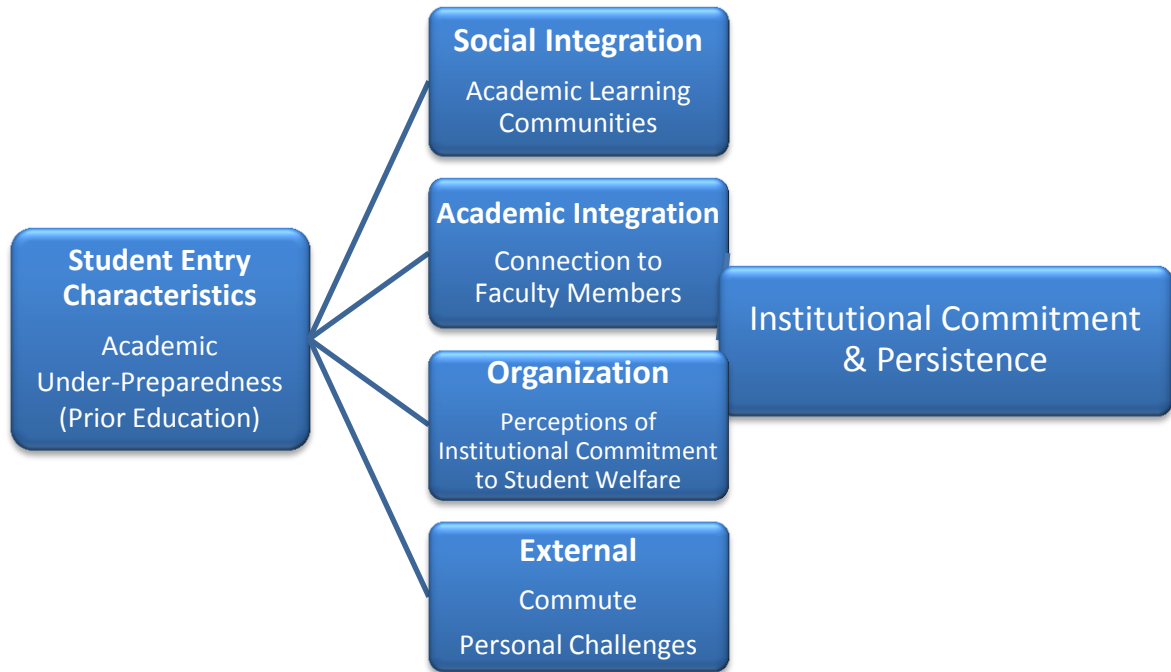 Social Integration
Academic Learning
Communities
Academic Integration
Connection to
Faculty Members
Student Entry
Characteristics
Academic
Under-Preparedness
(Prior Education)
Institutional Commitment
& Persistence
Organization
Perceptions of
Institutional Commitment
to Student Welfare
External
Commute
Personal Challenges